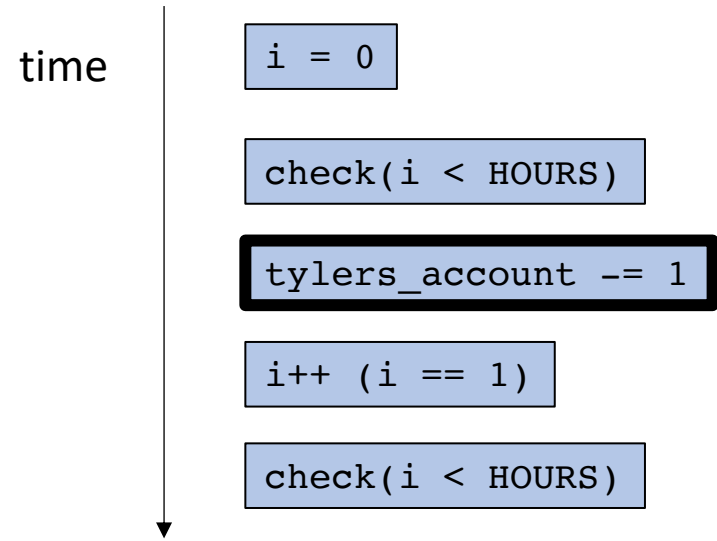 time
i = 0
check(i < HOURS)
tylers_account -= 1
i++ (i == 1)
check(i < HOURS)